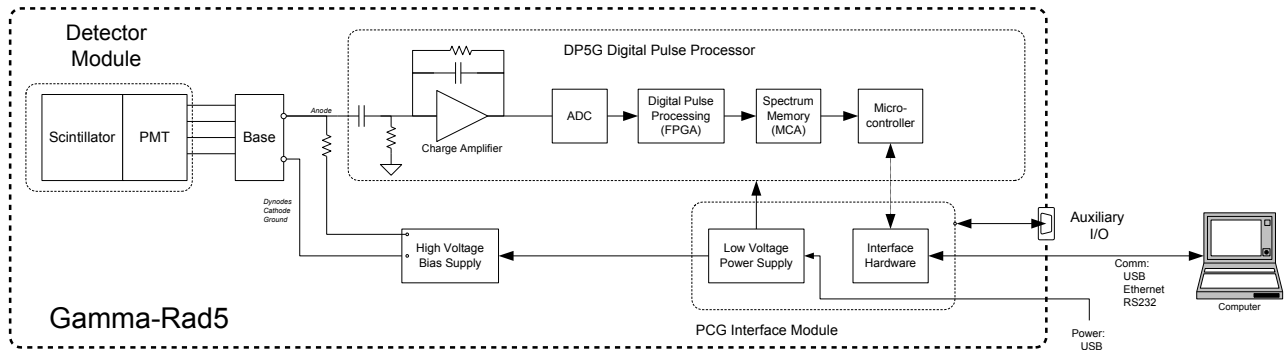 Detector
Module
Scintillator
PMT
Base
Anode
Dynodes
Cathode
Ground
DP5G Digital Pulse Processor
Charge Amplifier
ADC
Digital Pulse
Processing
(FPGA)
Spectrum
Memory
(MCA)
Micro-
controller
High Voltage
Bias Supply
Low Voltage
Power Supply
Interface
Hardware
PCG Interface Module
Auxiliary
I/O
Comm:
USB
Ethernet
RS232
Computer
Power:
USB
Gamma-Rad5